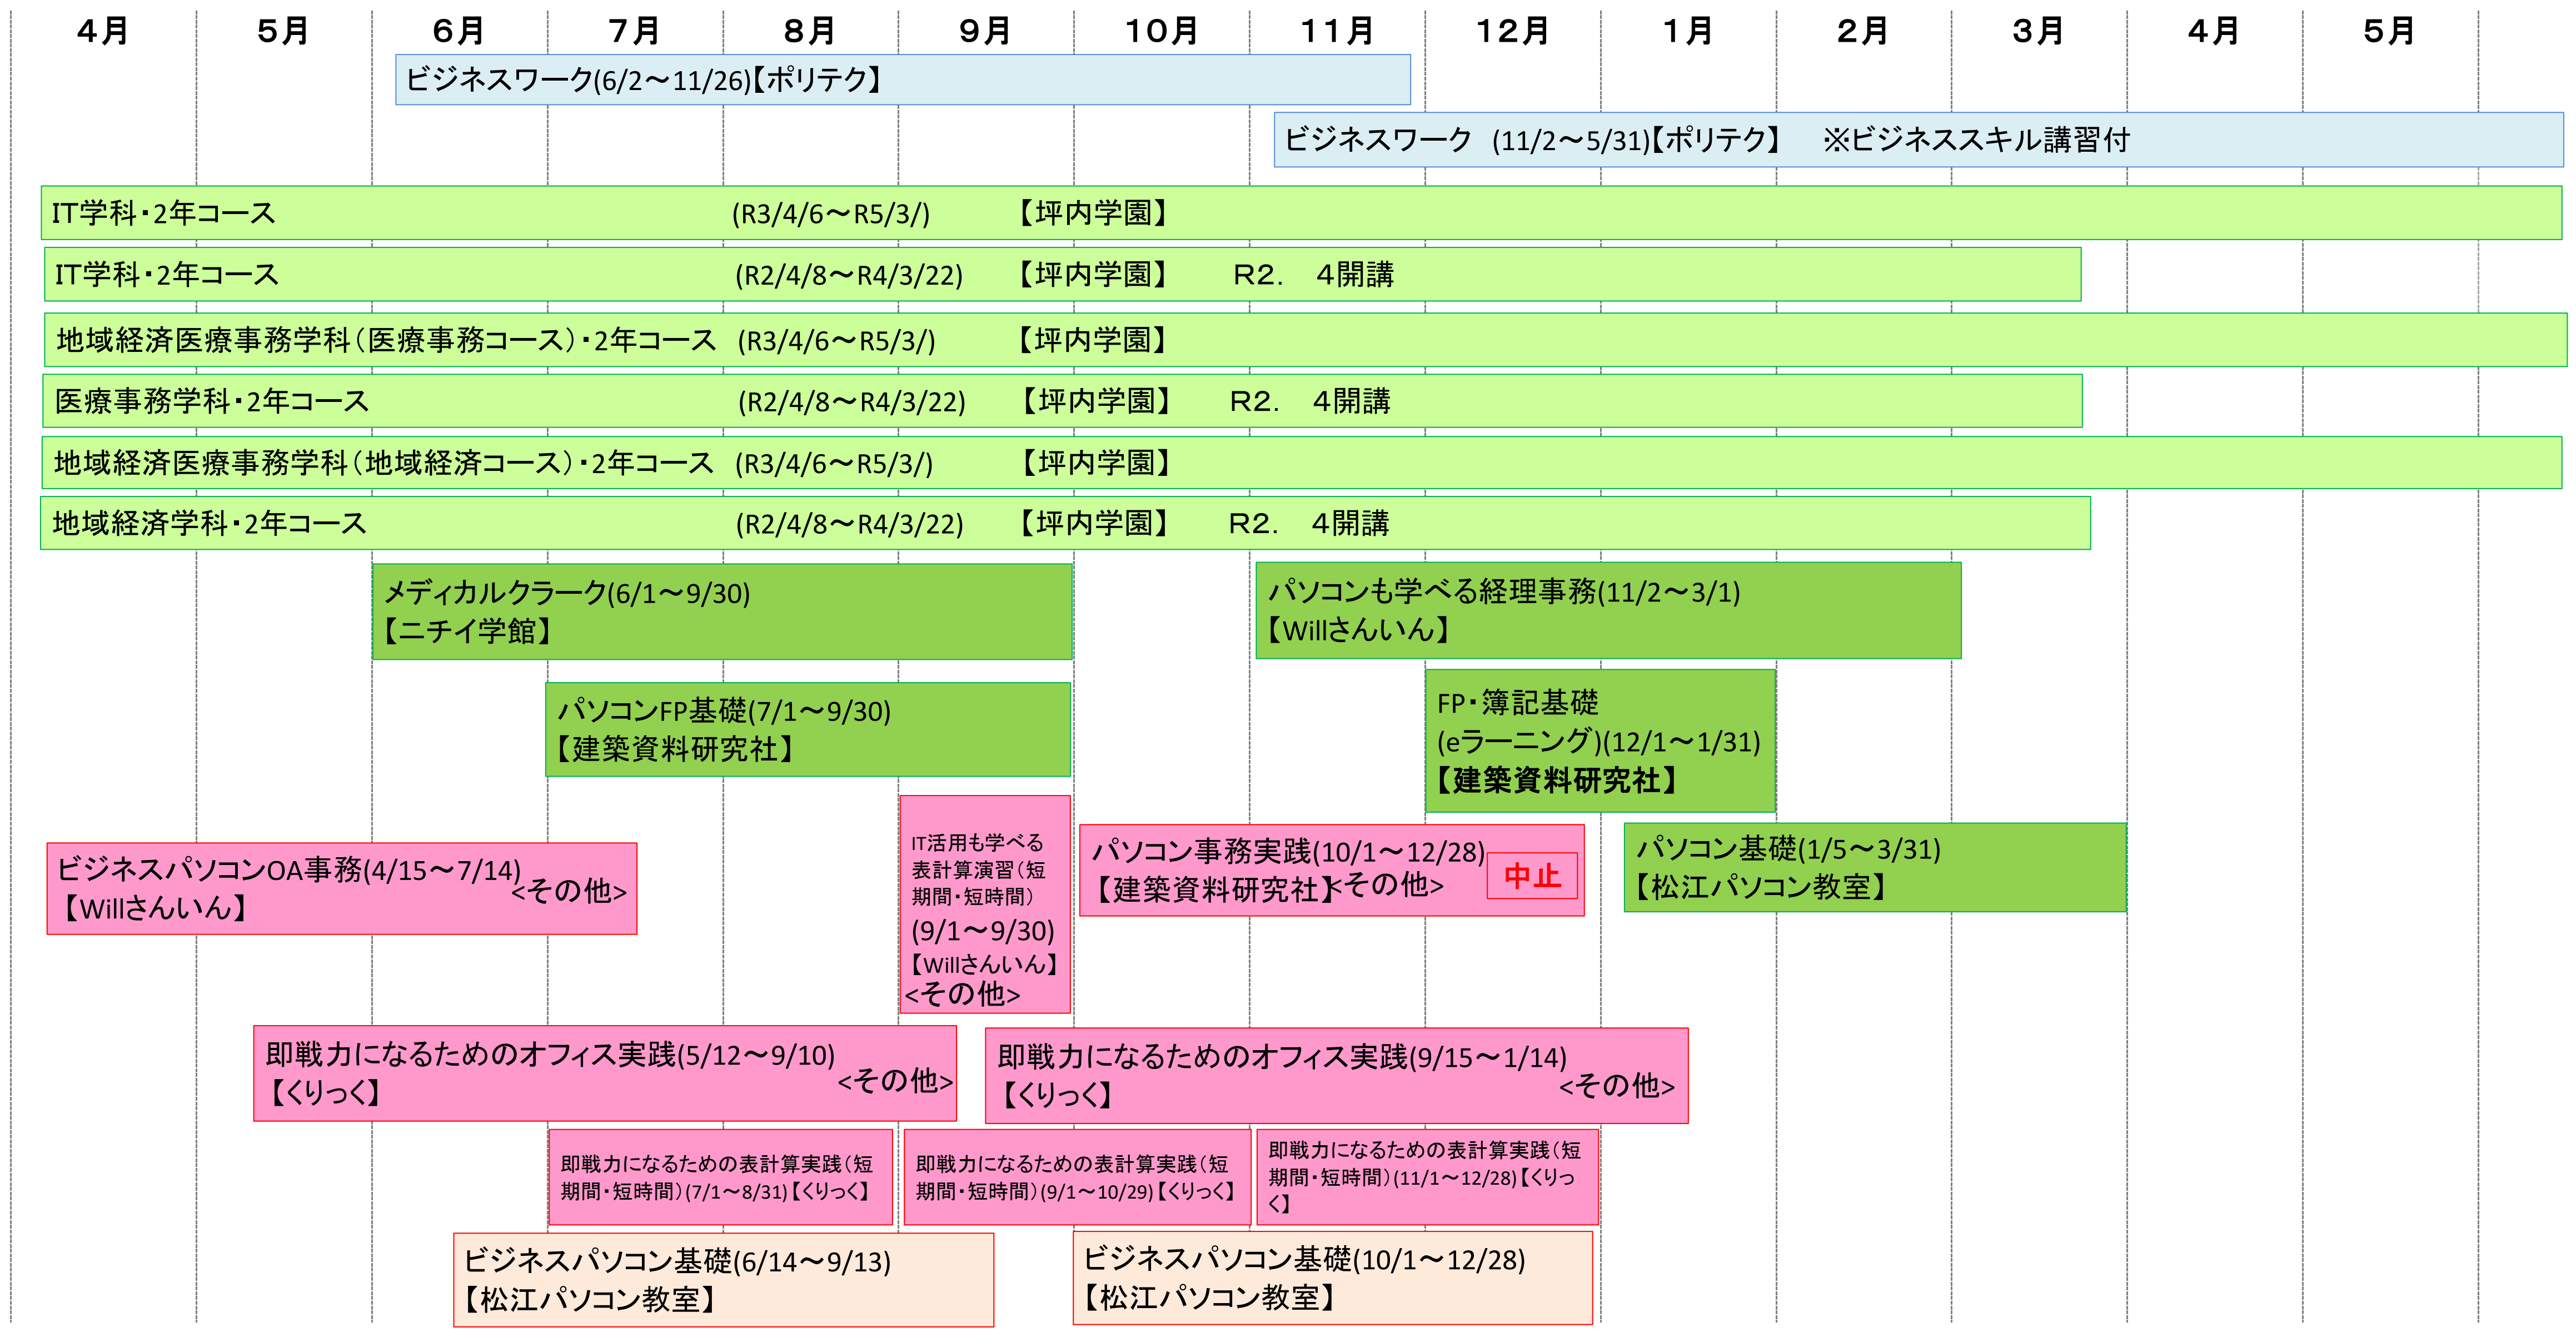 ４月 ５月 ６月 ７月 ８月 ９月 １０月 １１月 １２月 １月 ２月 ３月 ４月 ５月
ビジネスワーク(6/2～11/26)【ポリテク】
ビジネスワーク　(11/2～5/31)【ポリテク】　※ビジネススキル講習付
IT学科・2年コース (R3/4/6～R5/3/) 【坪内学園】
IT学科・2年コース (R2/4/8～R4/3/22) 【坪内学園】 Ｒ２．　４開講
地域経済医療事務学科（医療事務コース）・2年コース (R3/4/6～R5/3/) 【坪内学園】
医療事務学科・2年コース (R2/4/8～R4/3/22) 【坪内学園】 Ｒ２．　４開講
地域経済医療事務学科（地域経済コース）・2年コース (R3/4/6～R5/3/) 【坪内学園】
地域経済学科・2年コース (R2/4/8～R4/3/22) 【坪内学園】 Ｒ２．　４開講
メディカルクラーク(6/1～9/30)
【ニチイ学館】
パソコンも学べる経理事務(11/2～3/1)
【Willさんいん】
パソコンFP基礎(7/1～9/30)
【建築資料研究社】
FP・簿記基礎
(eラーニング)(12/1～1/31)
【建築資料研究社】
ビジネスパソコンOA事務(4/15～7/14)
【Willさんいん】
<その他>
IT活用も学べる
表計算演習（短
期間・短時間）
(9/1～9/30)
【Willさんいん】
<その他>
パソコン事務実践(10/1～12/28)
【建築資料研究社】<その他>
中止
パソコン基礎(1/5～3/31)
【松江パソコン教室】
即戦力になるためのオフィス実践(5/12～9/10)
【くりっく】
<その他>
即戦力になるためのオフィス実践(9/15～1/14)
【くりっく】
<その他>
即戦力になるための表計算実践（短
期間・短時間）(7/1～8/31)【くりっく】
即戦力になるための表計算実践（短
期間・短時間）(9/1～10/29)【くりっく】
即戦力になるための表計算実践（短
期間・短時間）(11/1～12/28)【くりっ
く】
ビジネスパソコン基礎(6/14～9/13)
【松江パソコン教室】
ビジネスパソコン基礎(10/1～12/28)
【松江パソコン教室】